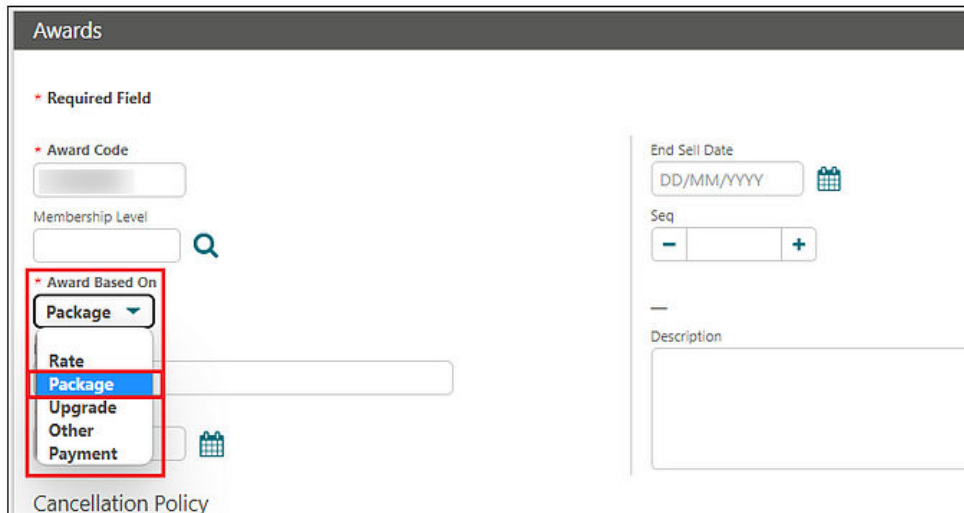 Awards
* Required Field
* Award Code
Membership Level
* Award Based On
Package
Rate
Package
Upgrade
Other
Payment
Cancellation Policy
End Sell Date
DD/MM/YYYY
Seq
Description